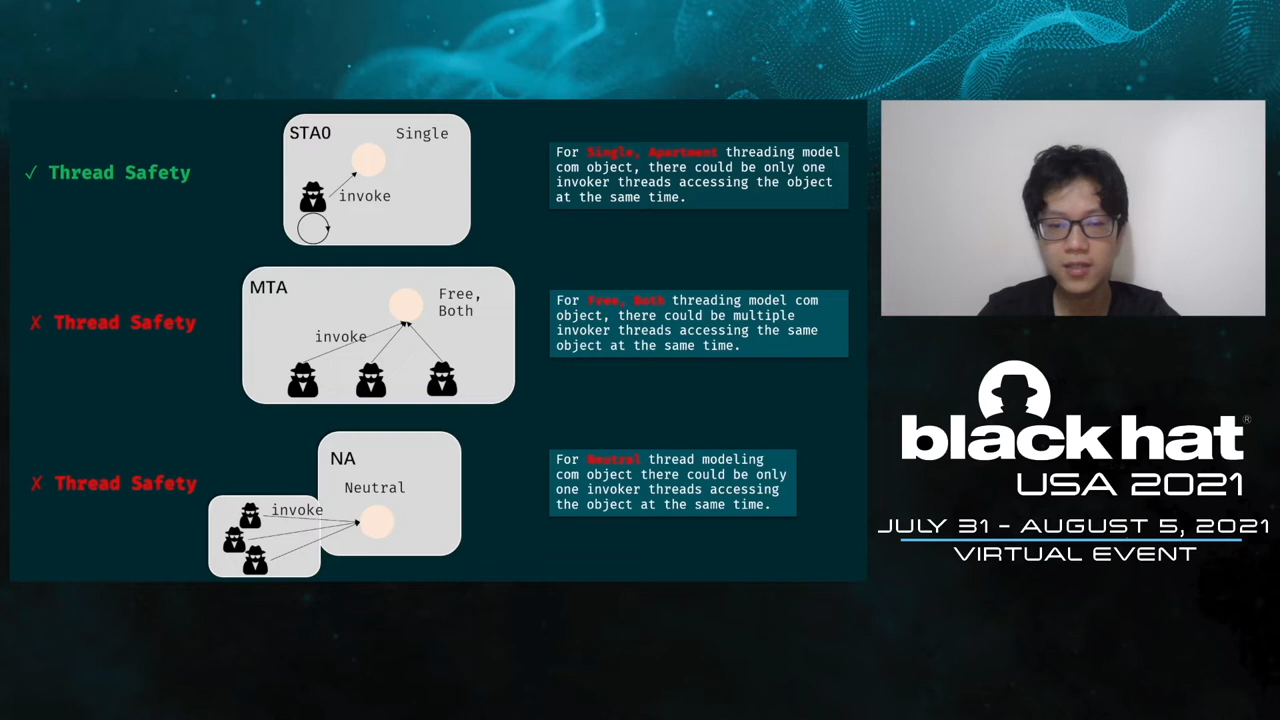 ✓ Thread Safety
STA0
Single
invoke
For Single, Apartment threading model
com object, there could be only one
invoker threads accessing the object
at the same time.
✗ Thread Safety
MTA
Free,
Both
invoke
For Free, Both threading model com
object, there could be multiple
invoker threads accessing the same
object at the same time.
✗ Thread Safety
NA
Neutral
invoke
For Neutral thread modeling
com object there could be only
one invoker threads accessing
the object at the same time.
black hat®
USA 2021
JULY 31 - AUGUST 5, 2021
VIRTUAL EVENT